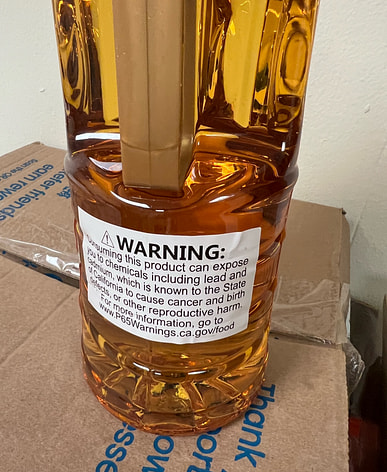 ⚠ WARNING:
Consuming this product can expose
you to chemicals including lead and
cadmium, which is known to the State
of California to cause cancer and birth
defects, or other reproductive harm.
For more information, go to
www.P65Warnings.ca.gov/food
Thank